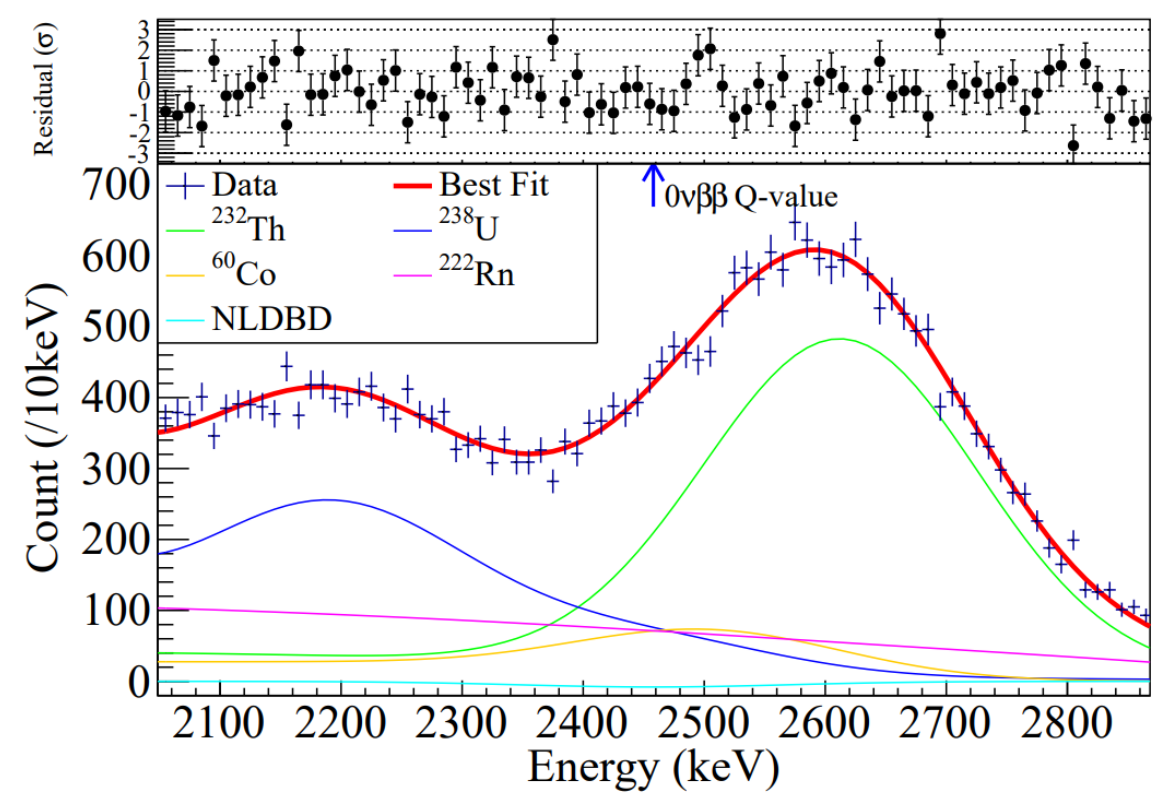 Residual (σ)
3
2
1
0
-1
-2
-3
Count (/10keV)
700
600
500
400
300
200
100
0
Data
Best Fit
²³²Th
²³⁸U
⁶⁰Co
²²²Rn
NLDBD
0νββ Q-value
2100 2200 2300 2400 2500 2600 2700 2800
Energy (keV)